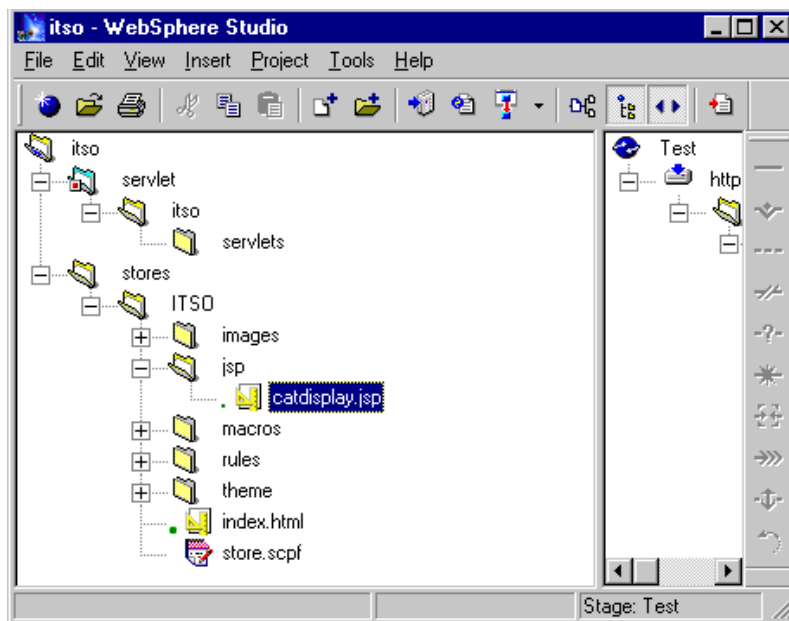 itso - WebSphere Studio
File Edit View Insert Project Tools Help
itso
servlet
itso
servlets
stores
ITSO
images
jsp
catdisplay.jsp
macros
rules
theme
index.html
store.scpf
Test
http
Stage: Test